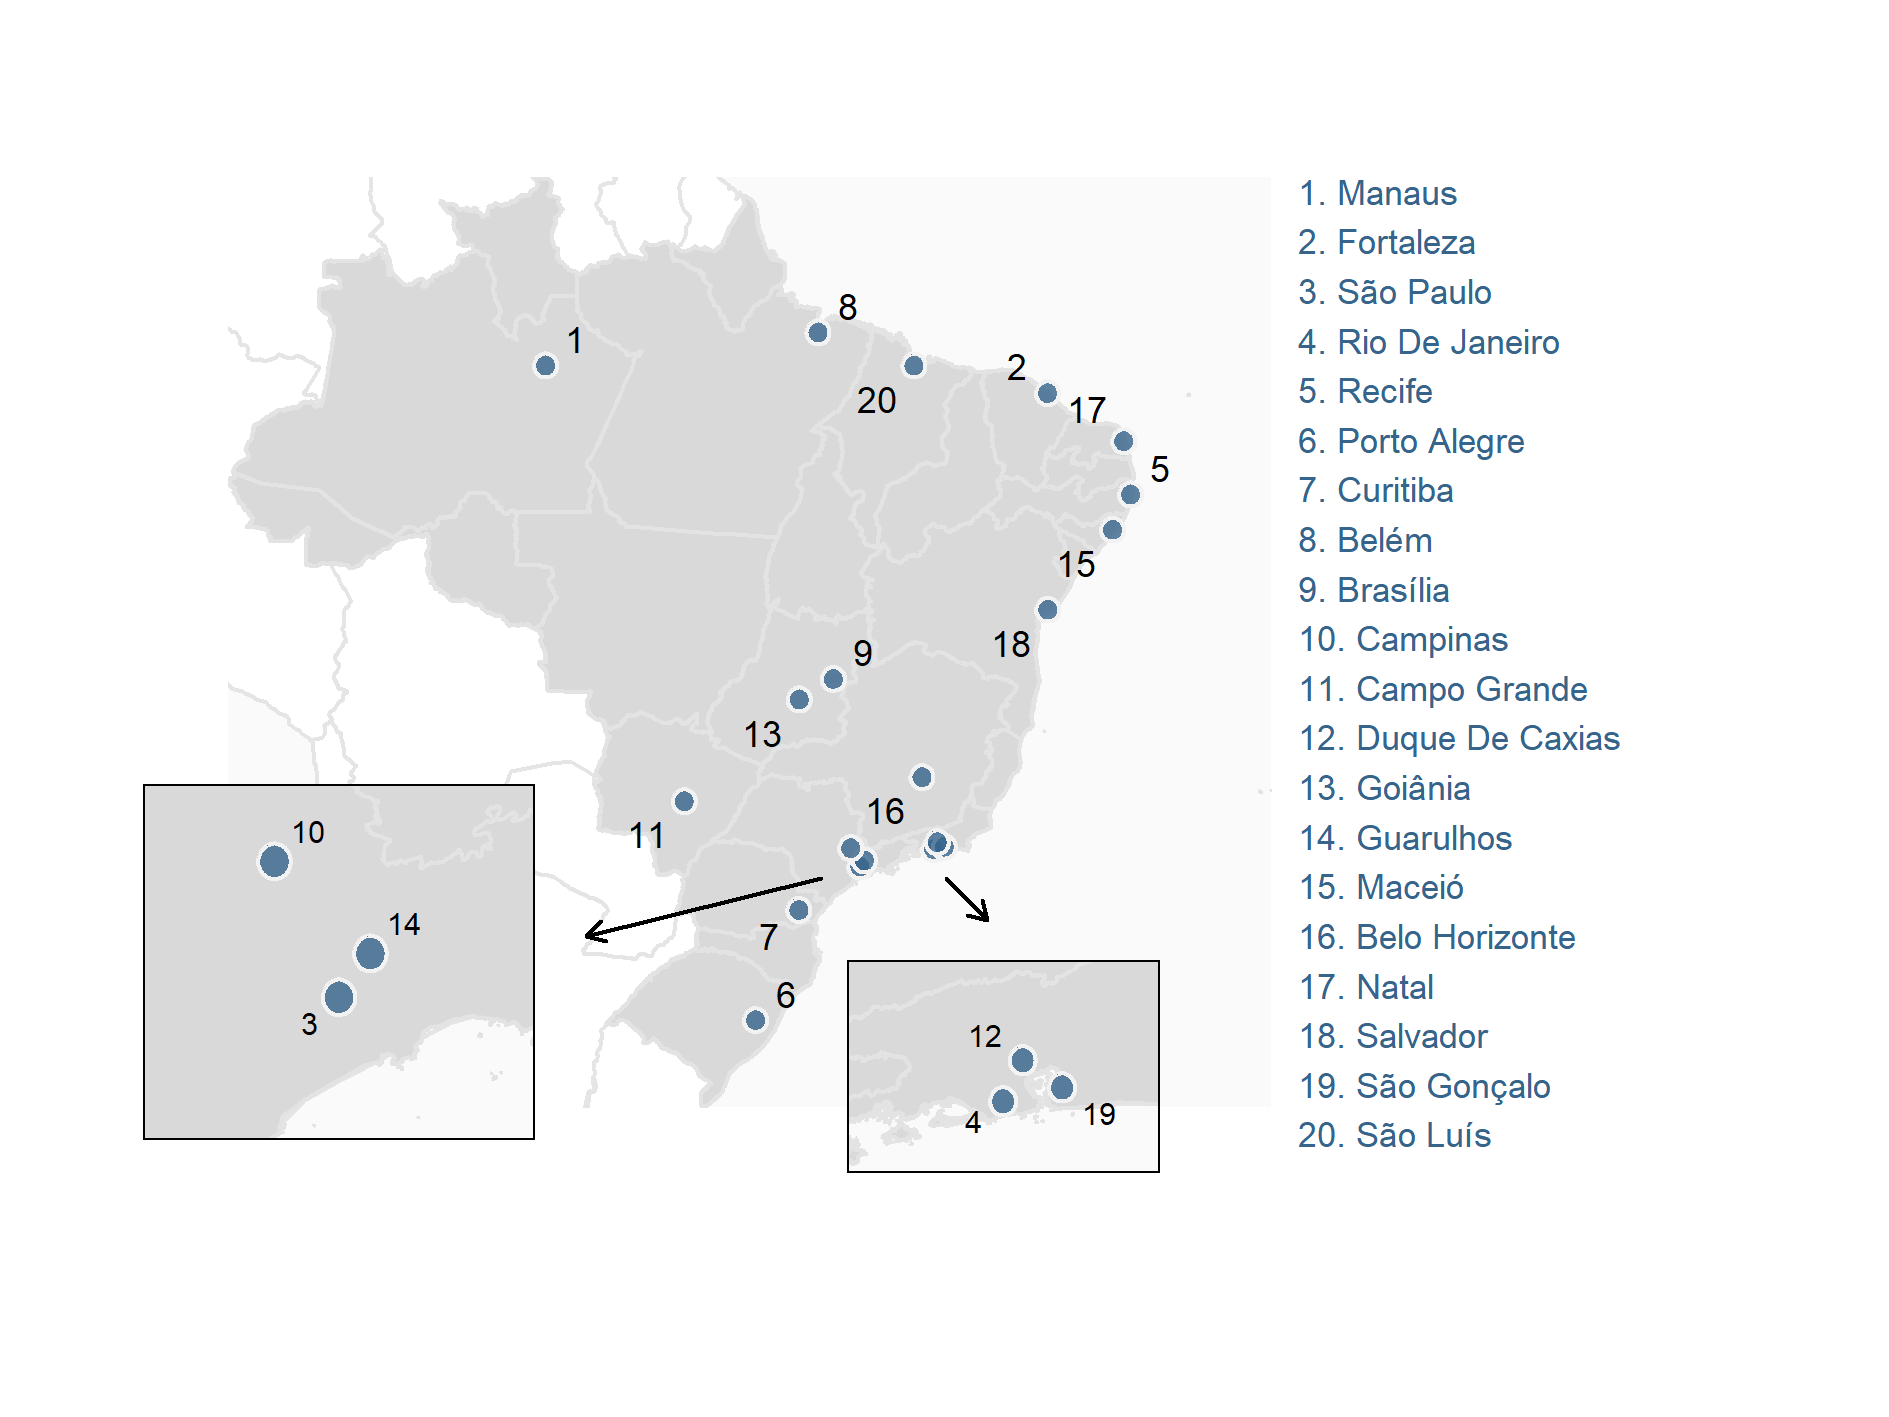 1
8
20
2
17
5
15
18
9
13
16
11
7
6
10
14
3
12
4
19
1. Manaus
2. Fortaleza
3. São Paulo
4. Rio De Janeiro
5. Recife
6. Porto Alegre
7. Curitiba
8. Belém
9. Brasília
10. Campinas
11. Campo Grande
12. Duque De Caxias
13. Goiânia
14. Guarulhos
15. Maceió
16. Belo Horizonte
17. Natal
18. Salvador
19. São Gonçalo
20. São Luís